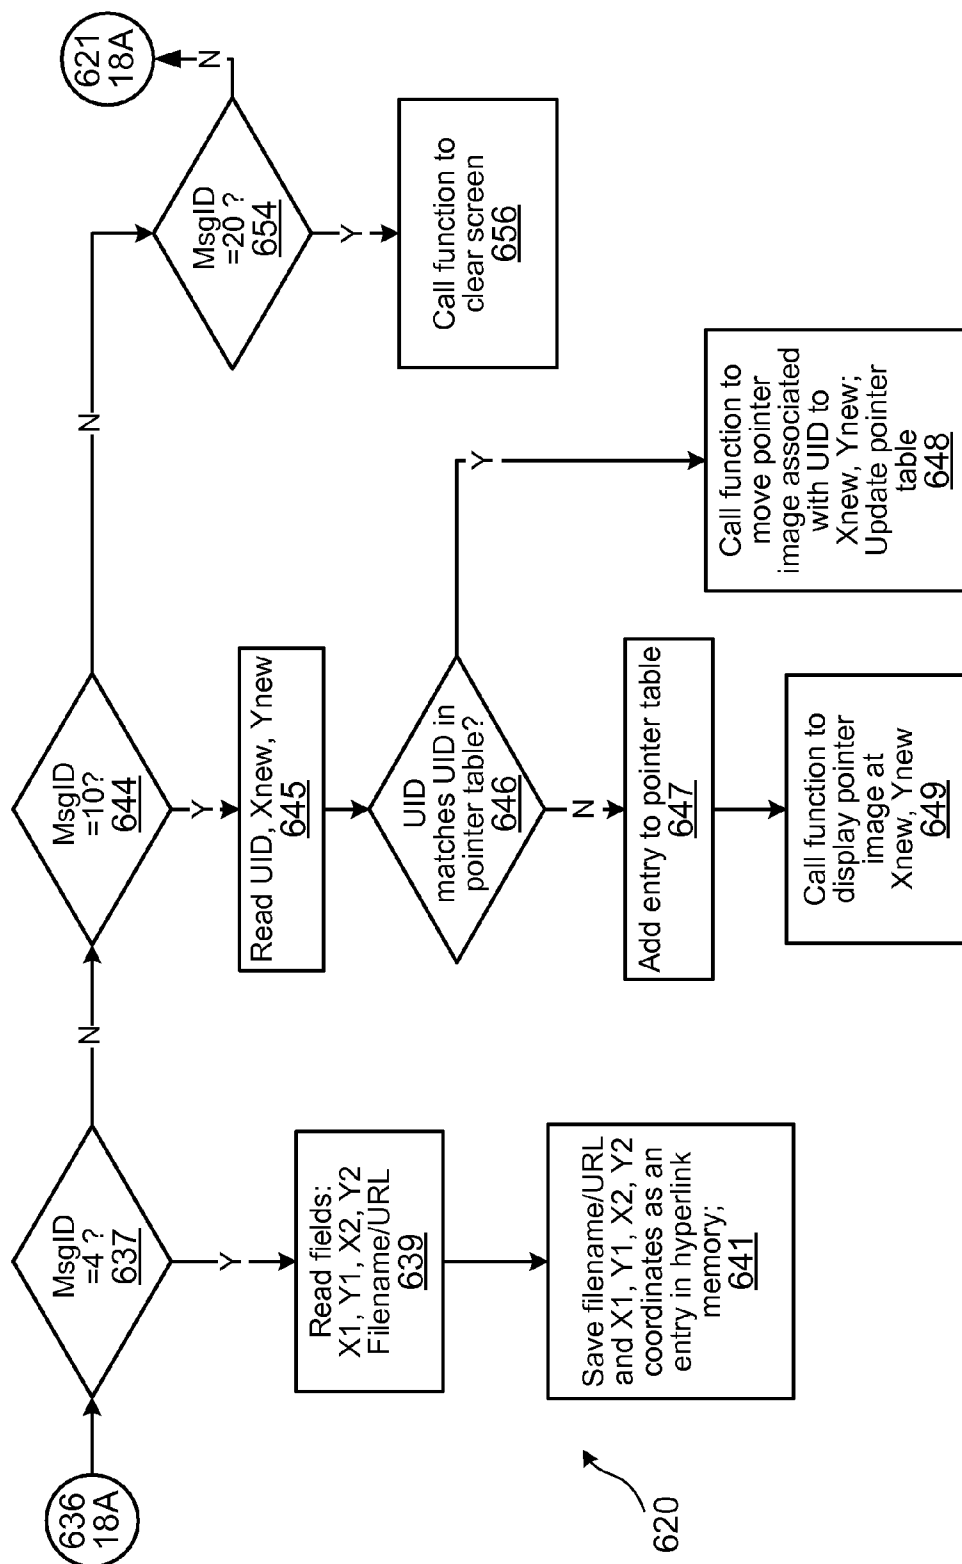 636
18A
MsgID
=4 ?
637
N
Y
Read fields:
X1, Y1, X2, Y2
Filename/URL
639
Save filename/URL
and X1, Y1, X2, Y2
coordinates as an
entry in hyperlink
memory;
641
MsgID
=10?
644
N
Y
Read UID, Xnew, Ynew
645
UID
matches UID in
pointer table?
646
Y
N
Add entry to pointer table
647
Call function to
display pointer
image at
Xnew, Ynew
649
Call function to
move pointer
image associated
with UID to
Xnew, Ynew;
Update pointer
table
648
MsgID
=20 ?
654
N
Y
Call function to
clear screen
656
621
18A
620